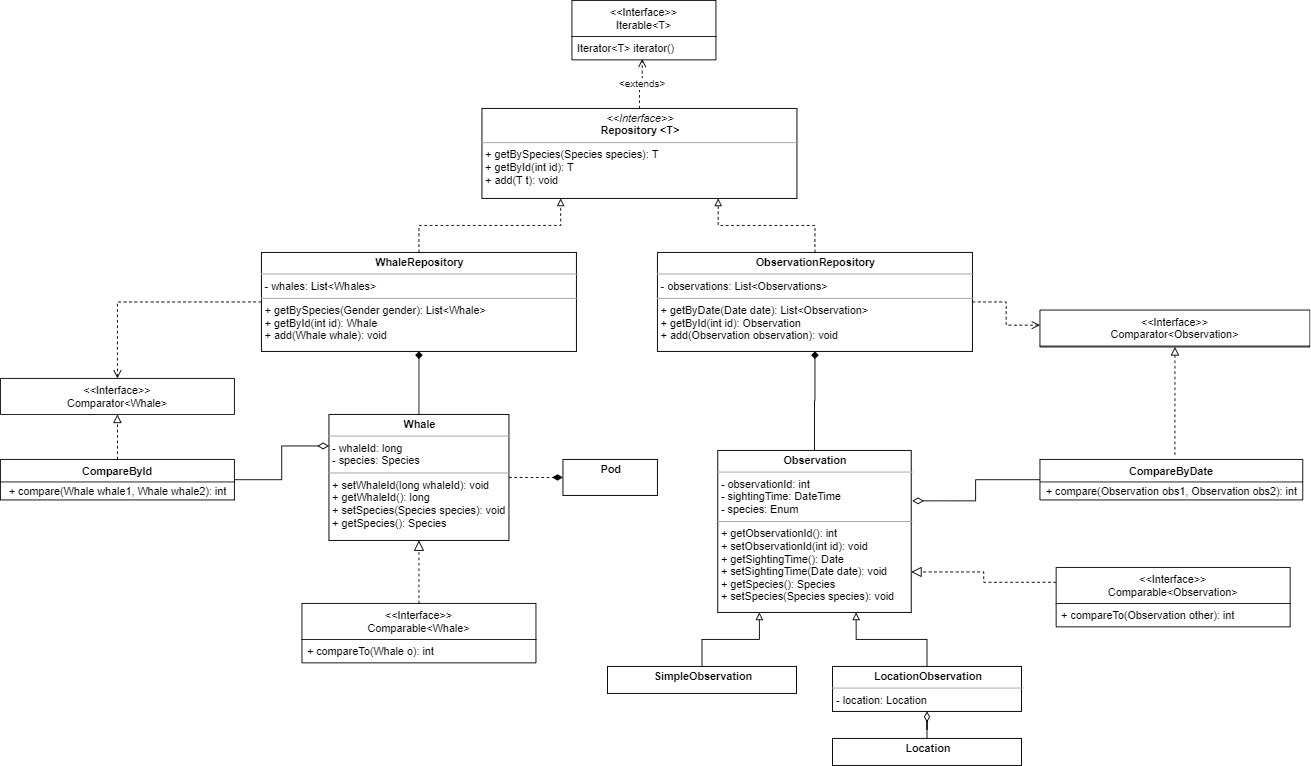 <<Interface>>
Iterable<T>
Iterator<T> iterator()
<extends>
<<Interface>>
Repository <T>
+ getBySpecies(Species species): T
+ getById(int id): T
+ add(T t): void
WhaleRepository
- whales: List<Whales>
+ getBySpecies(Gender gender): List<Whale>
+ getById(int id): Whale
+ add(Whale whale): void
ObservationRepository
- observations: List<Observations>
+ getByDate(Date date): List<Observation>
+ getById(int id): Observation
+ add(Observation observation): void
<<Interface>>
Comparator<Observation>
<<Interface>>
Comparator<Whale>
CompareById
+ compare(Whale whale1, Whale whale2): int
Whale
- whaleId: long
- species: Species
+ setWhaleId(long whaleId): void
+ getWhaleId(): long
+ setSpecies(Species species): void
+ getSpecies(): Species
Pod
Observation
- observationId: int
- sightingTime: DateTime
- species: Enum
+ getObservationId(): int
+ setObservationId(int id): void
+ getSightingTime(): Date
+ setSightingTime(Date date): void
+ getSpecies(): Species
+ setSpecies(Species species): void
CompareByDate
+ compare(Observation obs1, Observation obs2): int
<<Interface>>
Comparable<Observation>
+ compareTo(Observation other): int
<<Interface>>
Comparable<Whale>
+ compareTo(Whale o): int
SimpleObservation
LocationObservation
- location: Location
Location